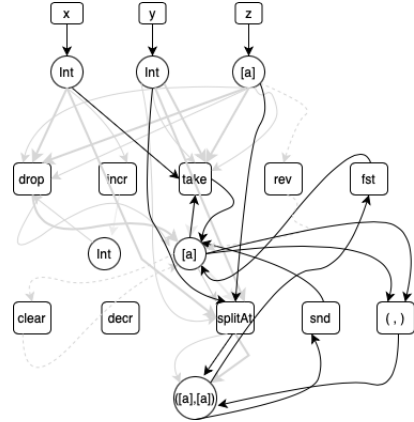 x y z
Int Int [a]
drop incr take rev fst
Int [a]
clear decr splitAt snd ( , )
([a],[a])